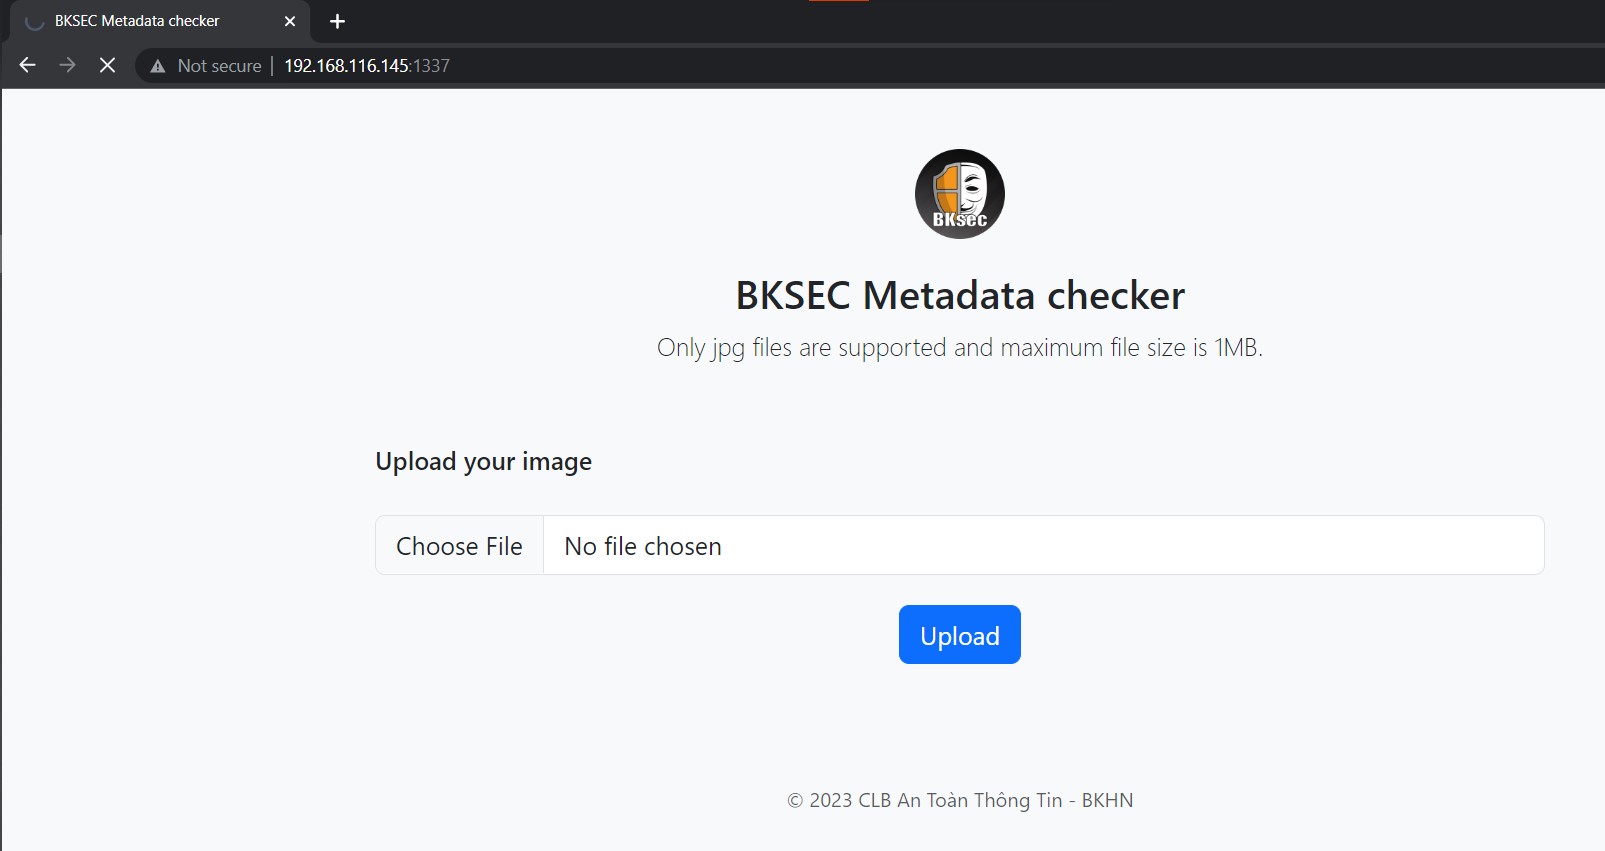 BKSEC Metadata checker
Not secure | 192.168.116.145:1337
BKsec
BKSEC Metadata checker
Only jpg files are supported and maximum file size is 1MB.
Upload your image
Choose File No file chosen
Upload
© 2023 CLB An Toàn Thông Tin - BKHN